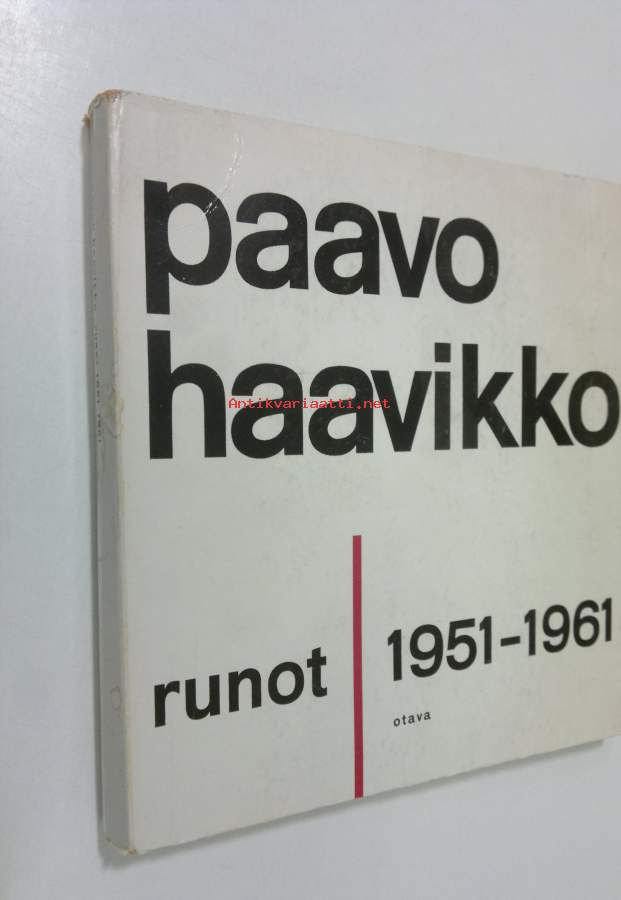 paavo
haavikko
Antikvariaatti.net
runot
1951-1961
otava